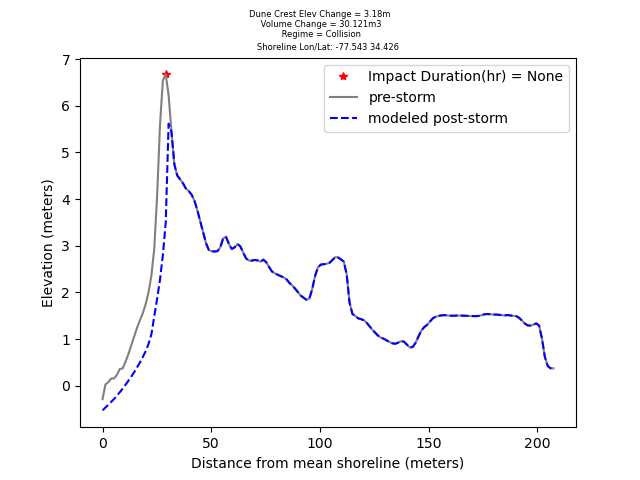 Dune Crest Elev Change = 3.18m
Volume Change = 30.121m3
Regime = Collision
Shoreline Lon/Lat: -77.543 34.426
Impact Duration(hr) = None
pre-storm
modeled post-storm
Elevation (meters)
7
6
5
4
3
2
1
0
0 50 100 150 200
Distance from mean shoreline (meters)